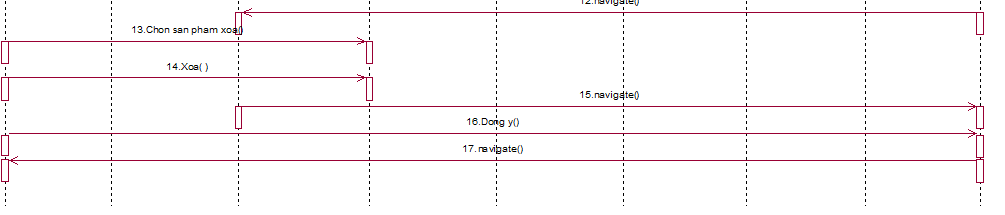 12.navigate()
13.Chon san pham xoa()
14.Xoa( )
15.navigate()
16.Dong y()
17.navigate()